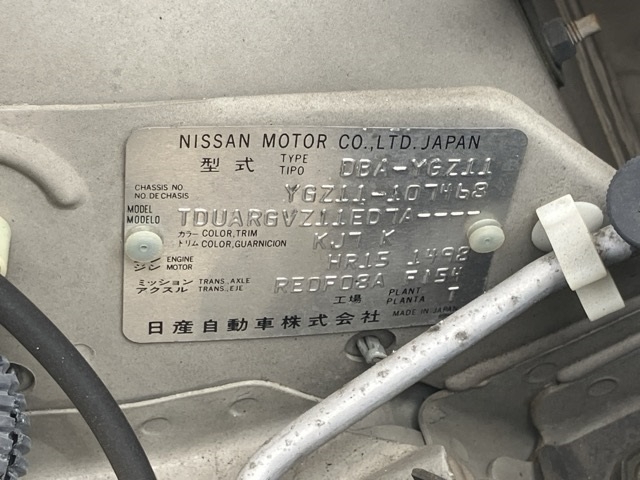 NISSAN MOTOR CO.,LTD. JAPAN
型式 TYPE TIPO DBA-YGZ11
CHASSIS NO. NO. DE CHASIS YGZ11-107468
MODEL MODELO TDUARGVZ11ED7A----
カラー COLOR, TRIM トリム COLOR, GUARNICION KJ7 K
ENGINE MOTOR HR15 1498
ミッション アクスル TRANS., AXLE TRANS., EJE RE0F08A F154
工場 PLANT PLANTA T
日産自動車株式会社 MADE IN JAPAN